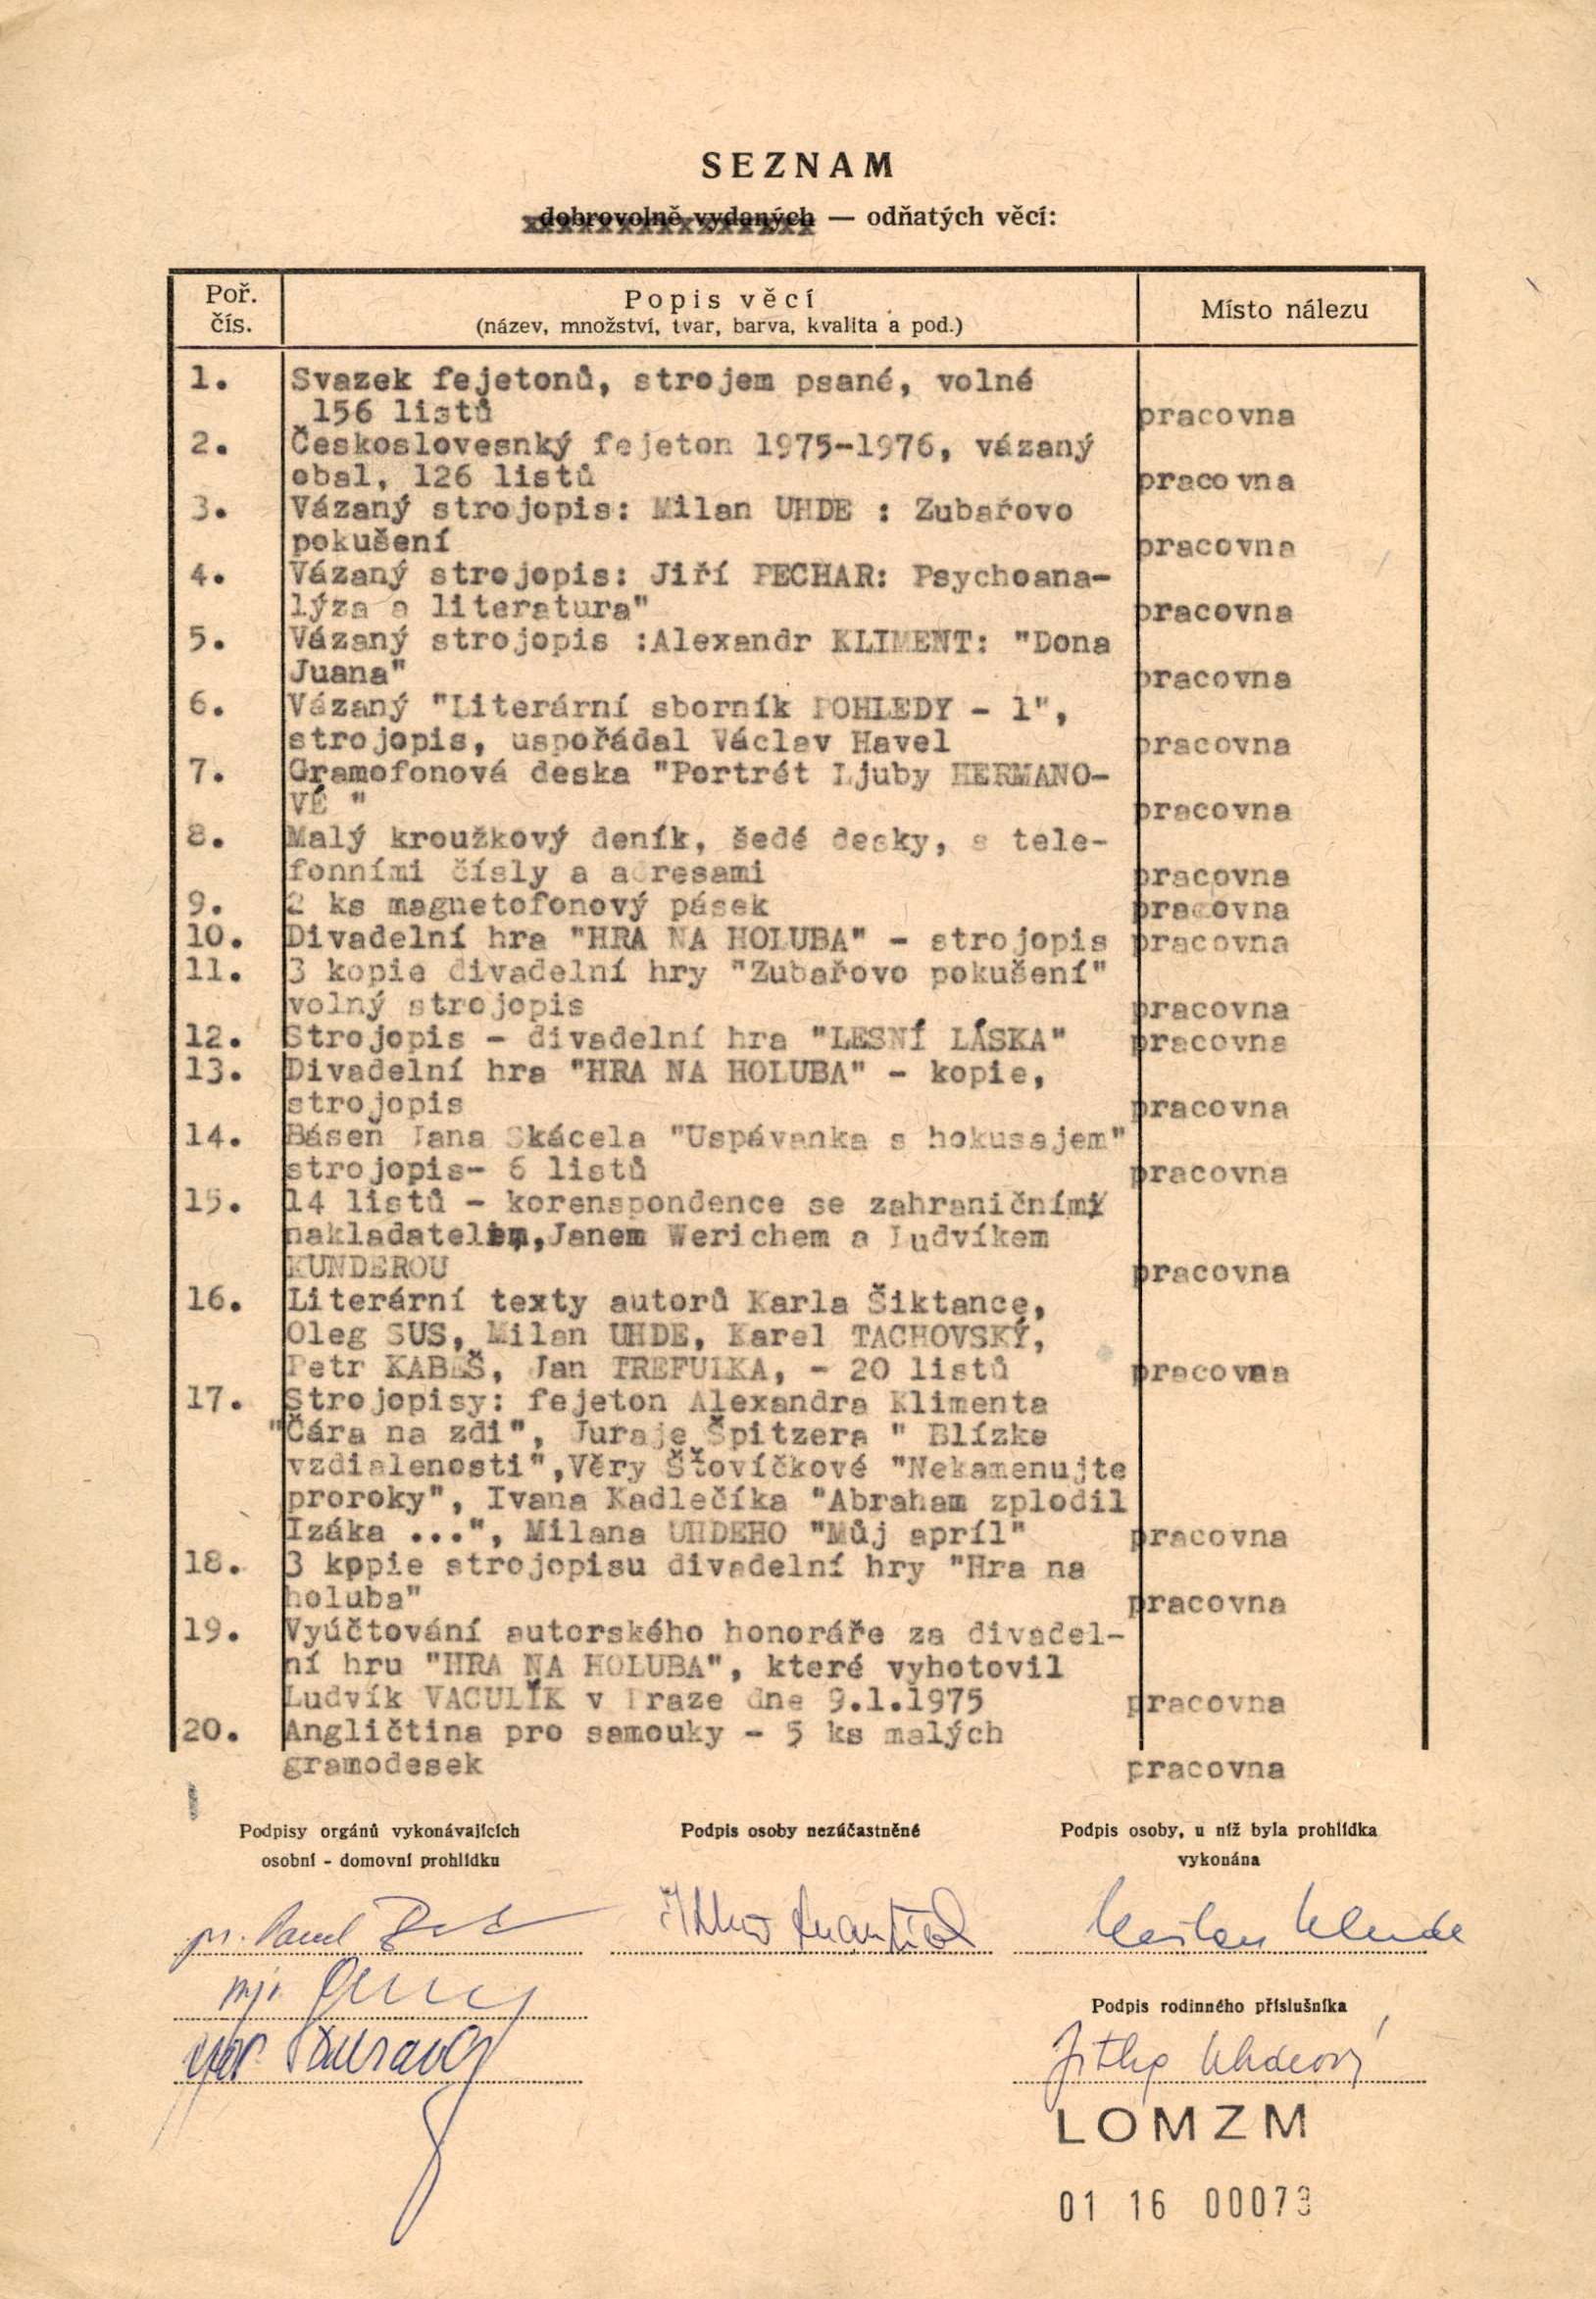 SEZNAM
dobrovolně vydaných — odňatých věcí:
Poř. čís.
Popis věcí
(název, množství, tvar, barva, kvalita a pod.)
Místo nálezu
1. Svazek fejetonů, strojem psané, volné
156 listů pracovna
2. Československý fejeton 1975-1976, vázaný
obal, 126 listů pracovna
3. Vázaný strojopis: Milan UHDE : Zubařovo
pokušení pracovna
4. Vázaný strojopis: Jiří PECHAR: Psychoana-
lýza a literatura" pracovna
5. Vázaný strojopis :Alexandr KLIMENT: "Dona
Juana" pracovna
6. Vázaný "Literární sborník POHLEDY - 1",
strojopis, uspořádal Václav Havel pracovna
7. Gramofonová deska "Portrét Ljuby HERMANO-
VÉ " pracovna
8. Malý kroužkový deník, šedé desky, s tele-
fonními čísly a adresami pracovna
9. 2 ks magnetofonový pásek pracovna
10. Divadelní hra "HRA NA HOLUBA" - strojopis pracovna
11. 3 kopie divadelní hry "Zubařovo pokušení"
volný strojopis pracovna
12. Strojopis - divadelní hra "LESNÍ LÁSKA" pracovna
13. Divadelní hra "HRA NA HOLUBA" - kopie,
strojopis pracovna
14. Báseň Jana Skácela "Uspávanka s hokusajem"
strojopis- 6 listů pracovna
15. 14 listů - korenspondence se zahraničními
nakladatelem,Janem Werichem a Ludvíkem
KUNDEROU pracovna
16. Literární texty autorů Karla Šiktance,
Oleg SUS, Milan UHDE, Karel TACHOVSKÝ,
Petr KABEŠ, Jan TREFULKA, - 20 listů pracovna
17. Strojopisy: fejeton Alexandra Klimenta
"Čára na zdi", Juraje Špitzera " Blízke
vzdialenosti",Věry Šťovíčkové "Nekamenujte
proroky", Ivana Kadlečíka "Abraham zplodil
Izáka ...", Milana UHDEHO "Můj apríl" pracovna
18. 3 kopie strojopisu divadelní hry "Hra na
holuba" pracovna
19. Vyúčtování autorského honoráře za divadel-
ní hru "HRA NA HOLUBA", které vyhotovil
Ludvík VACULÍK v Praze dne 9.1.1975 pracovna
20. Angličtina pro samouky - 5 ks malých
gramodesek pracovna
Podpisy orgánů vykonávajících
osobní - domovní prohlídku
Podpis osoby nezúčastněné
Podpis osoby, u níž byla prohlídka
vykonána
Milan Uhde
Podpis rodinného příslušníka
Jitka Uhdeová
LOMZM
01 16 00073